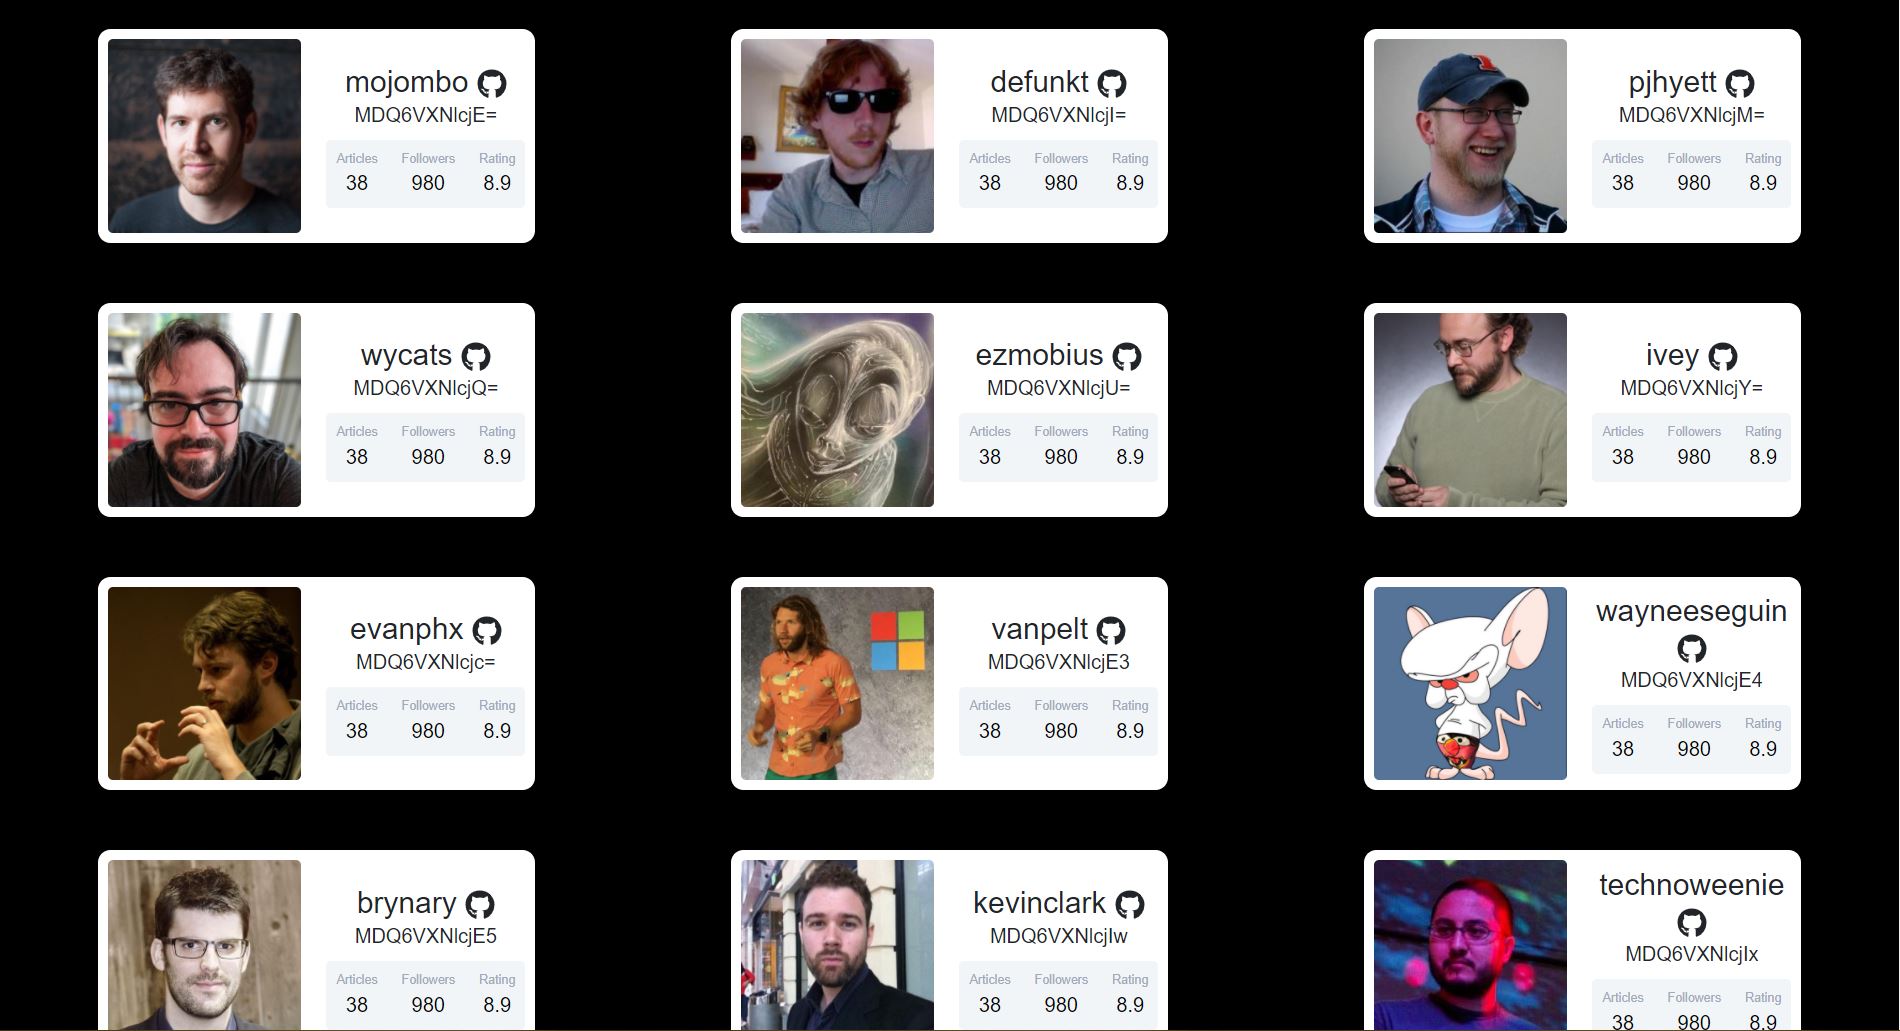 mojombo
MDQ6VXNlcjE=
Articles Followers Rating
38 980 8.9
defunkt
MDQ6VXNlcjI=
Articles Followers Rating
38 980 8.9
pjhyett
MDQ6VXNlcjM=
Articles Followers Rating
38 980 8.9
wycats
MDQ6VXNlcjQ=
Articles Followers Rating
38 980 8.9
ezmobius
MDQ6VXNlcjU=
Articles Followers Rating
38 980 8.9
ivey
MDQ6VXNlcjY=
Articles Followers Rating
38 980 8.9
evanphx
MDQ6VXNlcjc=
Articles Followers Rating
38 980 8.9
vanpelt
MDQ6VXNlcjE3
Articles Followers Rating
38 980 8.9
wayneeseguin
MDQ6VXNlcjE4
Articles Followers Rating
38 980 8.9
brynary
MDQ6VXNlcjE5
Articles Followers Rating
38 980 8.9
kevinclark
MDQ6VXNlcjIw
Articles Followers Rating
38 980 8.9
technoweenie
MDQ6VXNlcjIx
Articles Followers Rating
38 980 8.9